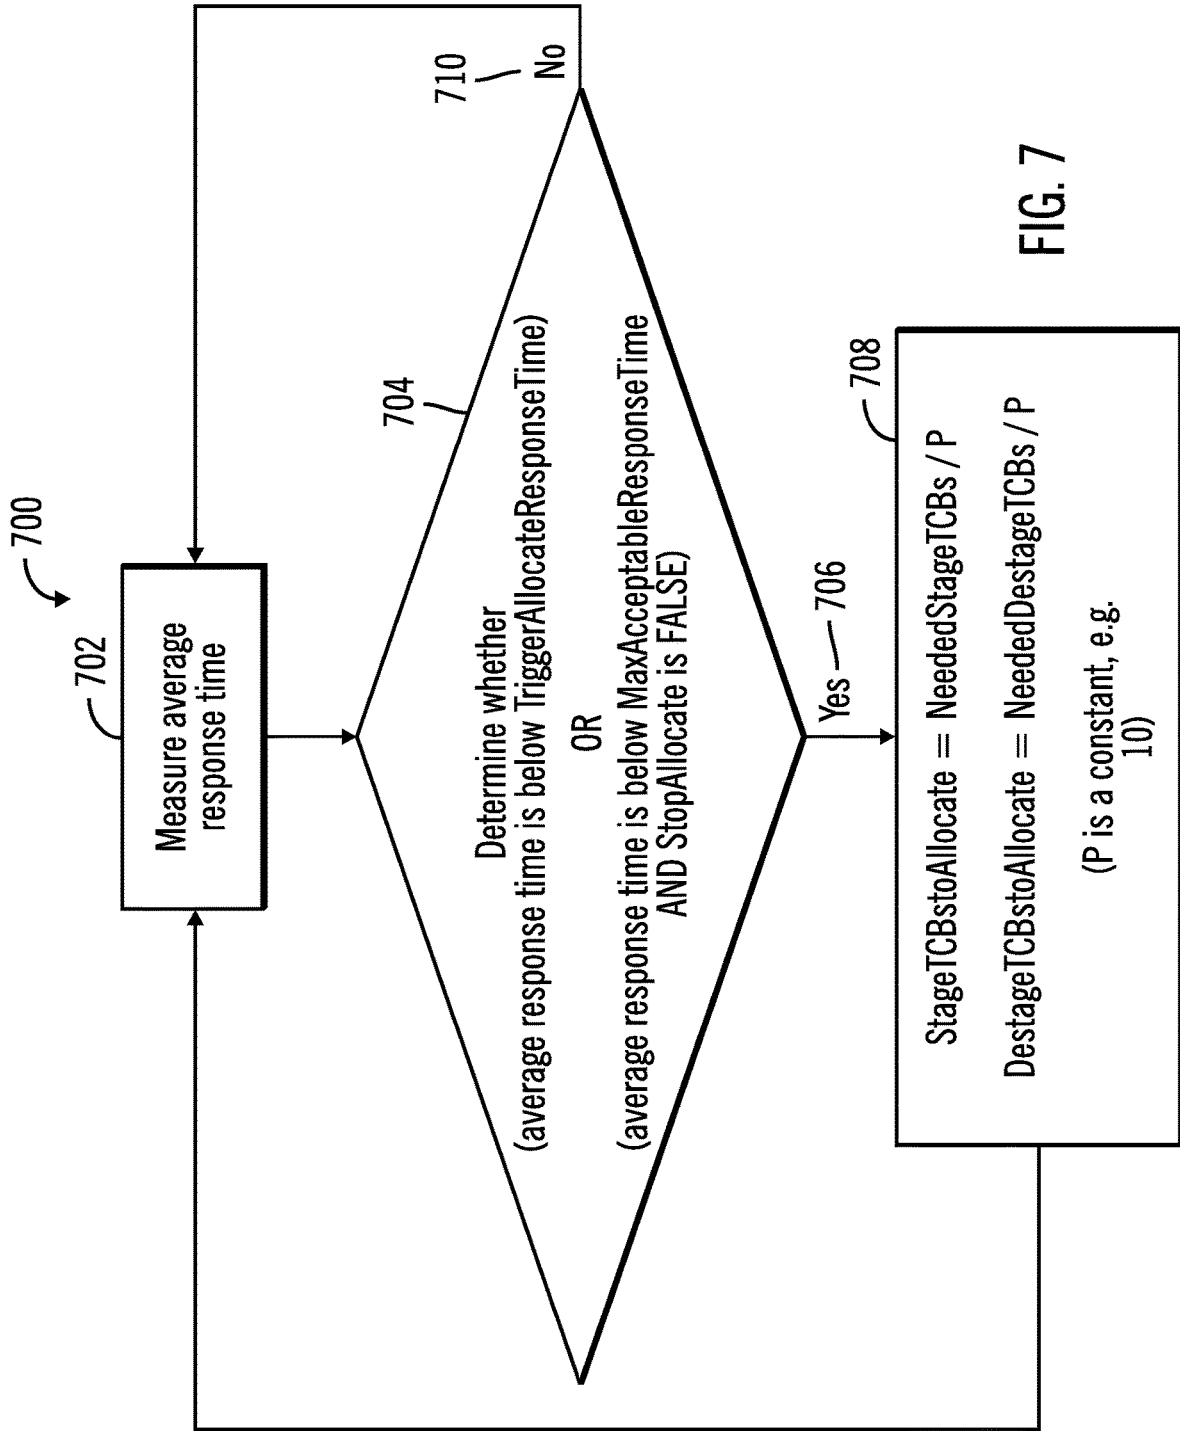 700
702
Measure average
response time
704
Determine whether
(average response time is below TriggerAllocateResponseTime)
OR
(average response time is below MaxAcceptableResponseTime
AND StopAllocate is FALSE)
710
No
Yes
706
708
StageTCBstoAllocate = NeededStageTCBs / P
DestageTCBstoAllocate = NeededDestageTCBs / P
(P is a constant, e.g.
10)
FIG. 7